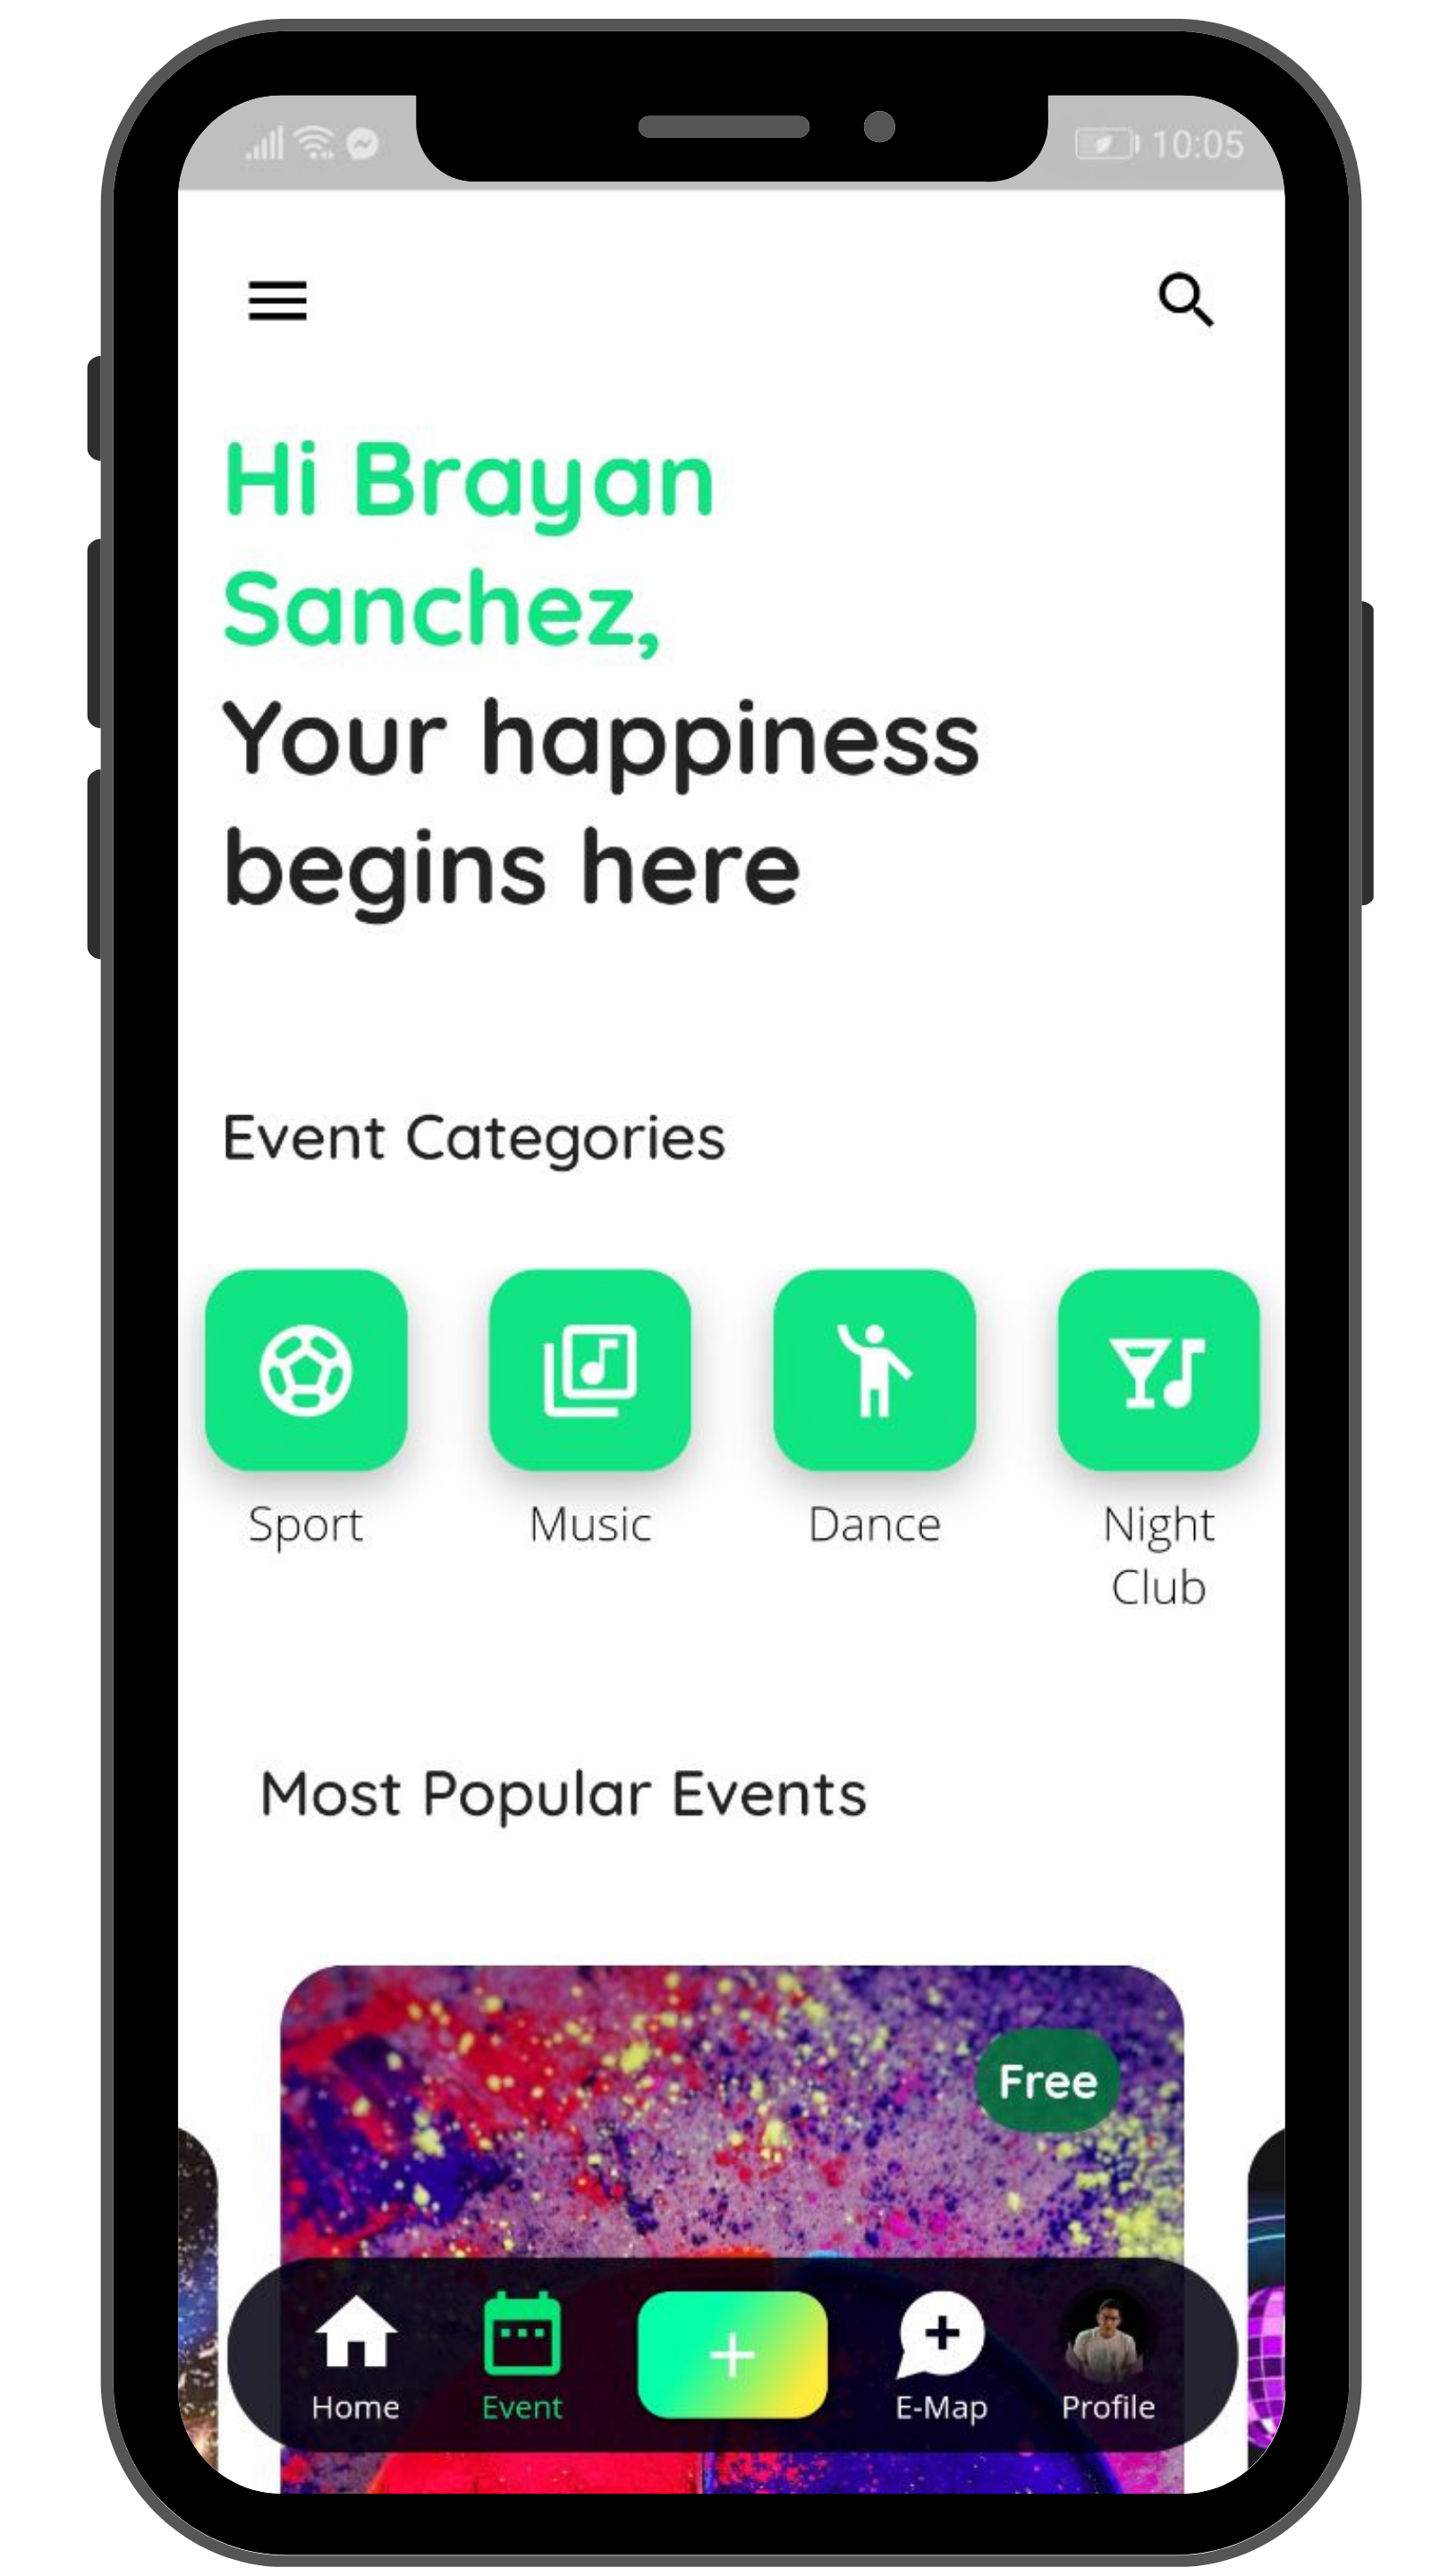 10:05
Hi Brayan
Sanchez,
Your happiness
begins here
Event Categories
Sport
Music
Dance
Night
Club
Most Popular Events
Free
Home
Event
E-Map
Profile